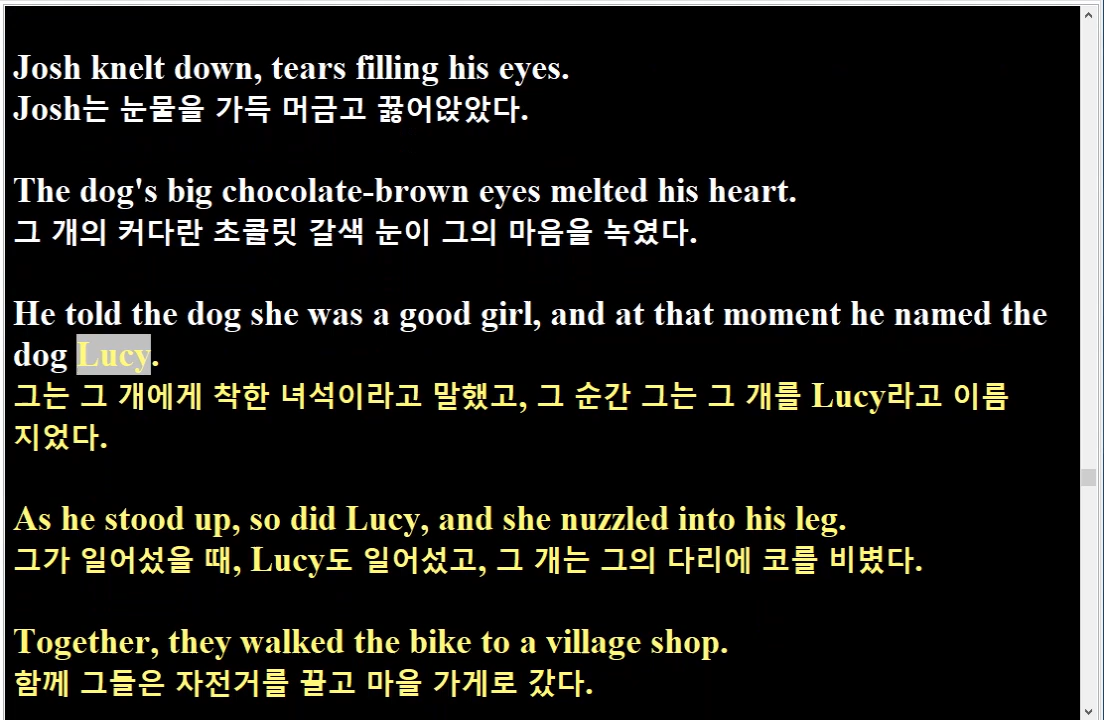 Josh knelt down, tears filling his eyes.
Josh는 눈물을 가득 머금고 꿇어앉았다.
The dog's big chocolate-brown eyes melted his heart.
그 개의 커다란 초콜릿 갈색 눈이 그의 마음을 녹였다.
He told the dog she was a good girl, and at that moment he named the
dog Lucy.
그는 그 개에게 착한 녀석이라고 말했고, 그 순간 그는 그 개를 Lucy라고 이름
지었다.
As he stood up, so did Lucy, and she nuzzled into his leg.
그가 일어섰을 때, Lucy도 일어섰고, 그 개는 그의 다리에 코를 비볐다.
Together, they walked the bike to a village shop.
함께 그들은 자전거를 끌고 마을 가게로 갔다.